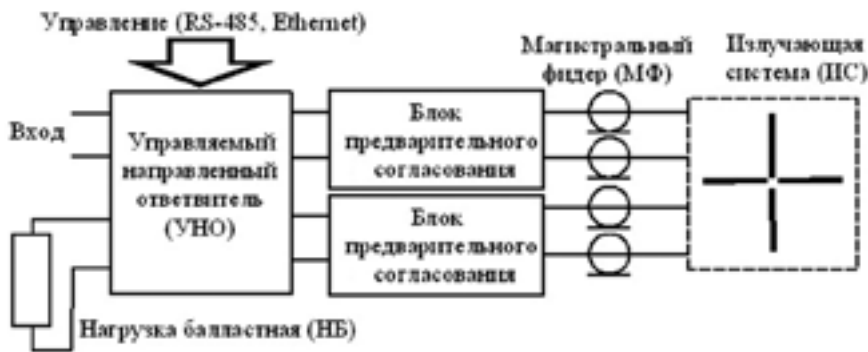 Управление (RS-485, Ethernet)
Магистральный
фидер (МФ)
Излучающая
система (ИС)
Вход
Управляемый
направленный
ответвитель
(УНО)
Блок
предварительного
согласования
Блок
предварительного
согласования
Нагрузка балластная (НБ)